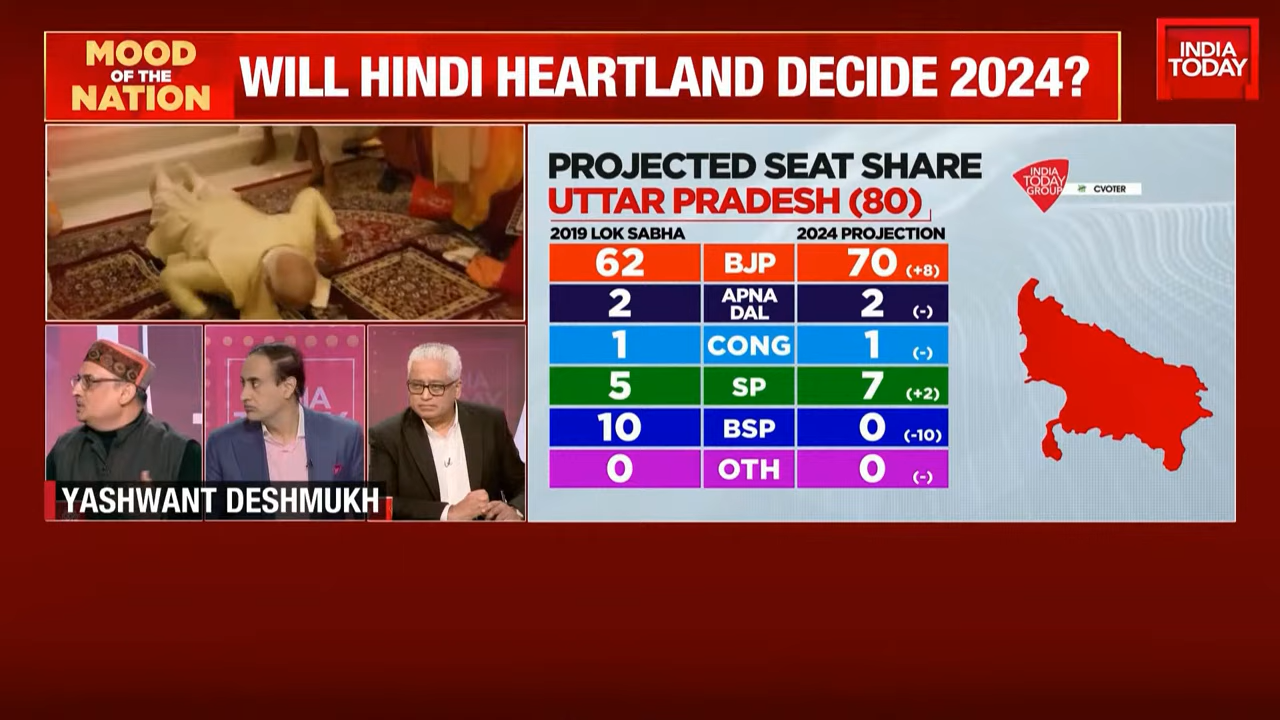 MOOD
OF THE
NATION
WILL HINDI HEARTLAND DECIDE 2024?
INDIA
TODAY
PROJECTED SEAT SHARE
UTTAR PRADESH (80)
INDIA
TODAY
GROUP
CVOTER
2019 LOK SABHA
2024 PROJECTION
62 BJP 70 (+8)
2 APNA DAL 2 (-)
1 CONG 1 (-)
5 SP 7 (+2)
10 BSP 0 (-10)
0 OTH 0 (-)
YASHWANT DESHMUKH